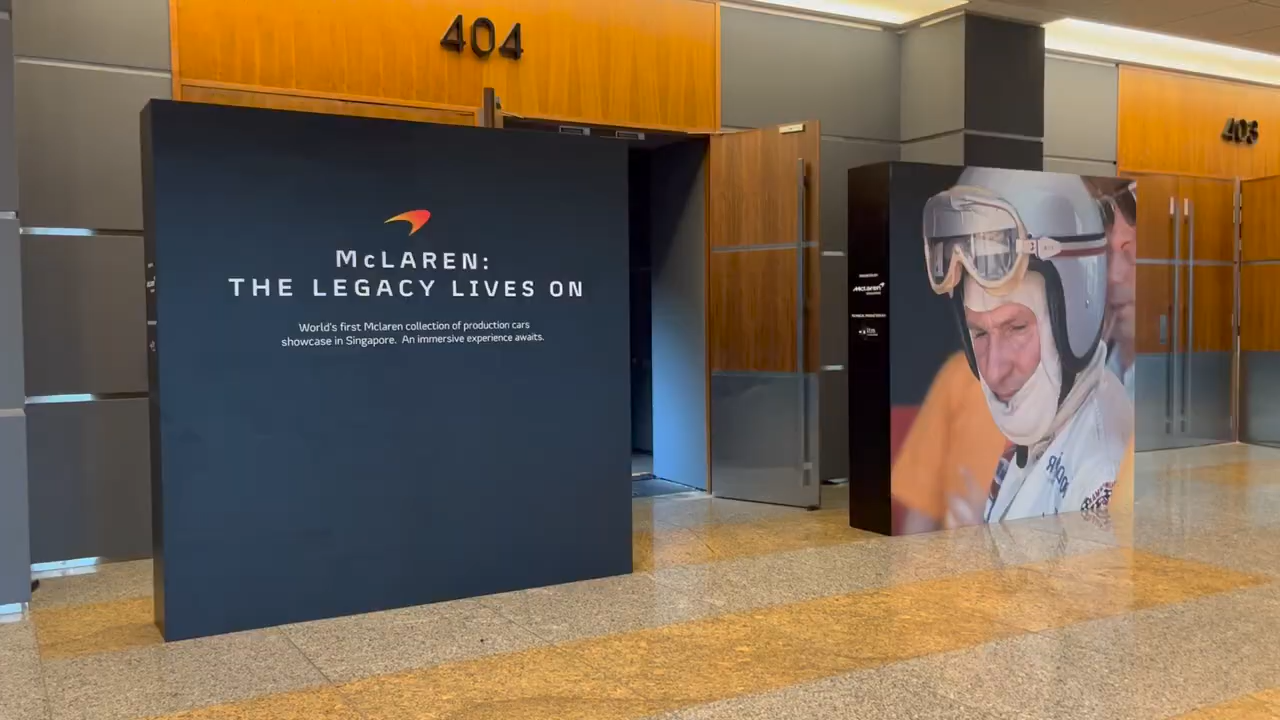 404
403
McLAREN:
THE LEGACY LIVES ON
World's first Mclaren collection of production cars
showcase in Singapore. An immersive experience awaits.
McLaren